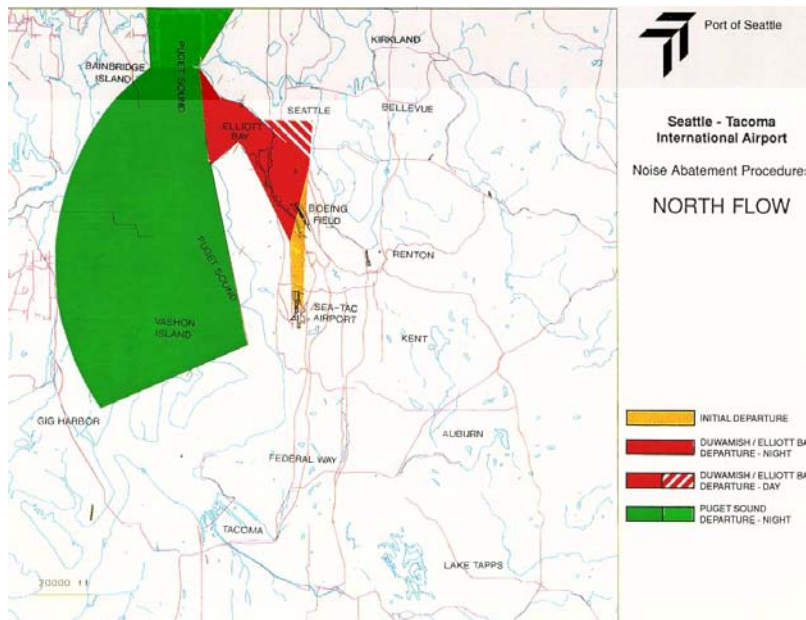 Port of Seattle
Seattle - Tacoma
International Airport
Noise Abatement Procedures
NORTH FLOW
KIRKLAND
BAINBRIDGE
ISLAND
PUGET SOUND
SEATTLE
BELLEVUE
ELLIOTT
BAY
BOEING
FIELD
RENTON
PUGET SOUND
SEA-TAC
AIRPORT
VASHON
ISLAND
KENT
GIG HARBOR
AUBURN
FEDERAL WAY
TACOMA
LAKE TAPPS
INITIAL DEPARTURE
DUWAMISH / ELLIOTT BA
DEPARTURE - NIGHT
DUWAMISH / ELLIOTT BA
DEPARTURE - DAY
PUGET SOUND
DEPARTURE - NIGHT